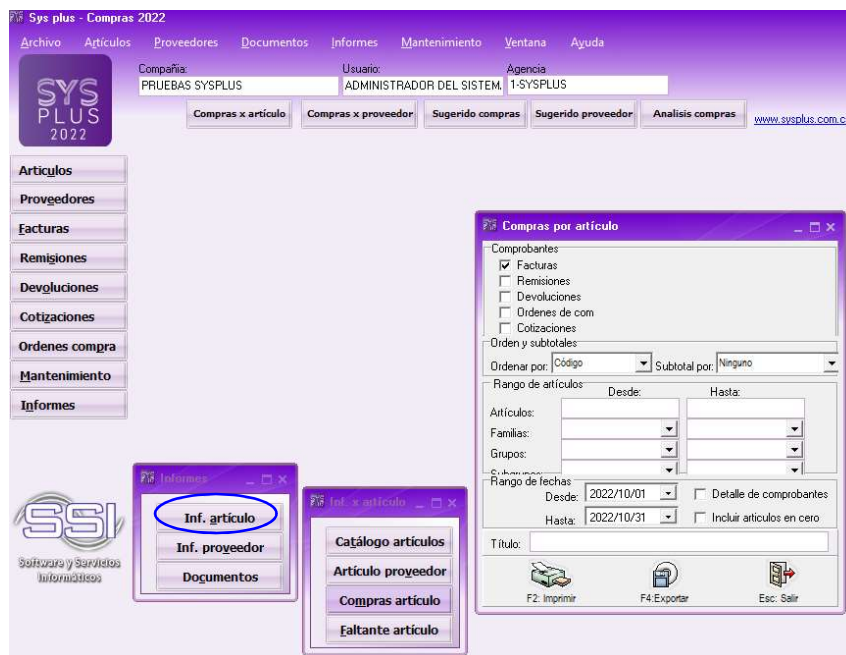 Sys plus - Compras 2022
Archivo Artículos Proveedores Documentos Informes Mantenimiento Ventana Ayuda
Compañia: Usuario: Agencia
PRUEBAS SYSPLUS ADMINISTRADOR DEL SISTEM. 1-SYSPLUS
SYS
PLUS
2022
Compras x artículo Compras x proveedor Sugerido compras Sugerido proveedor Analisis compras www.sysplus.com.c
Articulos
Proveedores
Facturas
Remisiones
Devoluciones
Cotizaciones
Ordenes compra
Mantenimiento
Informes
Compras por artículo
Comprobantes
Facturas
Remisiones
Devoluciones
Ordenes de com
Cotizaciones
Orden y subtotales
Ordenar por: Código Subtotal por: Ninguno
Rango de artículos
Desde: Hasta:
Artículos:
Familias:
Grupos:
Subgrupos:
Rango de fechas
Desde: 2022/10/01 Detalle de comprobantes
Hasta: 2022/10/31 Incluir articulos en cero
Título:
F2: Imprimir F4:Exportar Esc: Salir
Informes
Inf. artículo
Inf. proveedor
Documentos
Inf. x articulo
Catálogo artículos
Artículo proveedor
Compras artículo
Faltante artículo
SSI
Software y Servicios
Informáticos